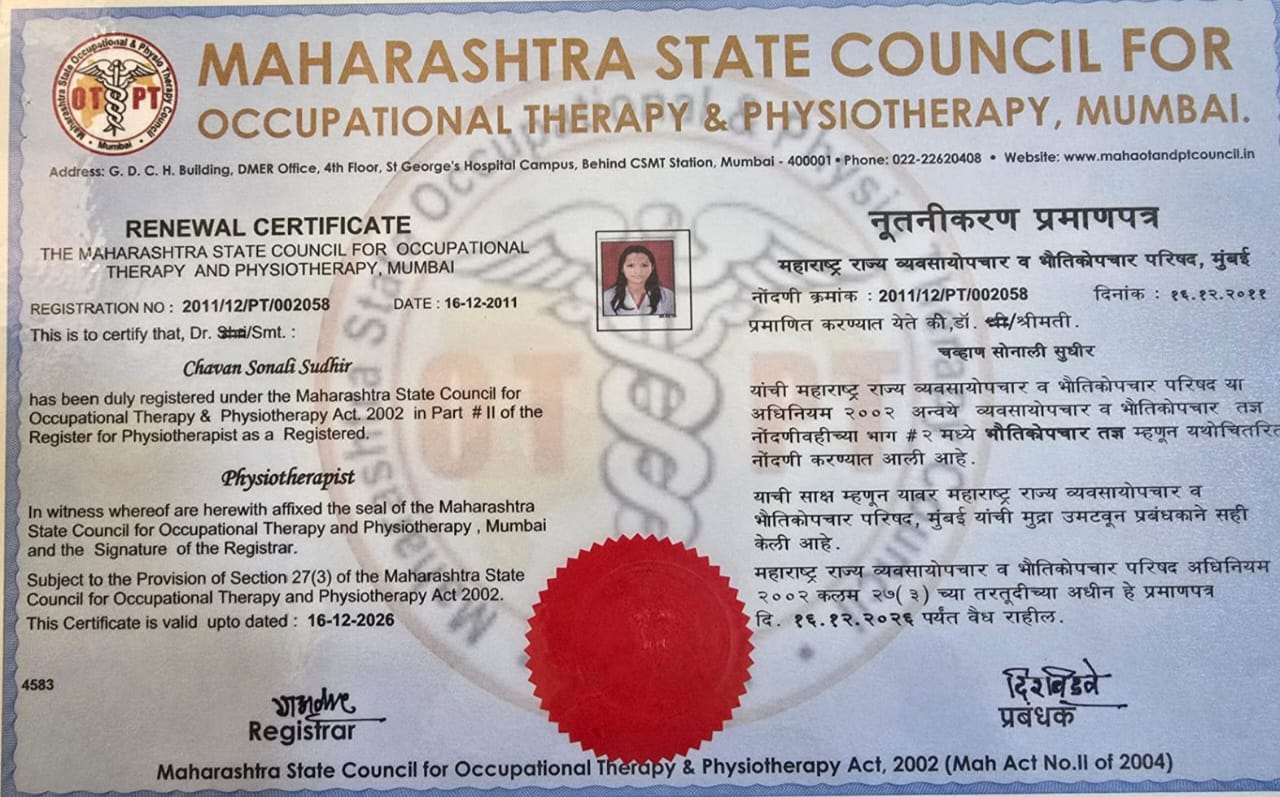 Maharashtra State Occupational & Physio Therapy Council
OT PT
• Mumbai •
MAHARASHTRA STATE COUNCIL FOR
OCCUPATIONAL THERAPY & PHYSIOTHERAPY, MUMBAI.
Address: G. D. C. H. Building, DMER Office, 4th Floor, St George's Hospital Campus, Behind CSMT Station, Mumbai - 400001 • Phone: 022-22620408 • Website: www.mahaotandptcouncil.in
RENEWAL CERTIFICATE
THE MAHARASHTRA STATE COUNCIL FOR OCCUPATIONAL
THERAPY AND PHYSIOTHERAPY, MUMBAI
REGISTRATION NO : 2011/12/PT/002058 DATE : 16-12-2011
This is to certify that, Dr. Shri/Smt. :
Chavan Sonali Sudhir
has been duly registered under the Maharashtra State Council for
Occupational Therapy & Physiotherapy Act. 2002 in Part # II of the
Register for Physiotherapist as a Registered.
Physiotherapist
In witness whereof are herewith affixed the seal of the Maharashtra
State Council for Occupational Therapy and Physiotherapy , Mumbai
and the Signature of the Registrar.
Subject to the Provision of Section 27(3) of the Maharashtra State
Council for Occupational Therapy and Physiotherapy Act 2002.
This Certificate is valid upto dated : 16-12-2026
4583
Registrar
नूतनीकरण प्रमाणपत्र
महाराष्ट्र राज्य व्यवसायोपचार व भौतिकोपचार परिषद, मुंबई
नोंदणी क्रमांक : 2011/12/PT/002058 दिनांक : १६.१२.२०११
प्रमाणित करण्यात येते की,डॉ. श्री/श्रीमती.
चव्हाण सोनाली सुधीर
यांची महाराष्ट्र राज्य व्यवसायोपचार व भौतिकोपचार परिषद या
अधिनियम २००२ अन्वये व्यवसायोपचार व भौतिकोपचार तज्ञ
नोंदणीवहीच्या भाग # २ मध्ये भौतिकोपचार तज्ञ म्हणून यथोचितरित
नोंदणी करण्यात आली आहे.
याची साक्ष म्हणून यावर महाराष्ट्र राज्य व्यवसायोपचार व
भौतिकोपचार परिषद, मुंबई यांची मुद्रा उमटवून प्रबंधकाने सही
केली आहे.
महाराष्ट्र राज्य व्यवसायोपचार व भौतिकोपचार परिषद अधिनियम
२००२ कलम २७(३) च्या तरतूदीच्या अधीन हे प्रमाणपत्र
दि. १६.१२.२०२६ पर्यंत वैध राहील.
प्रबंधक
Maharashtra State Council for Occupational Therapy & Physiotherapy Act, 2002 (Mah Act No.II of 2004)